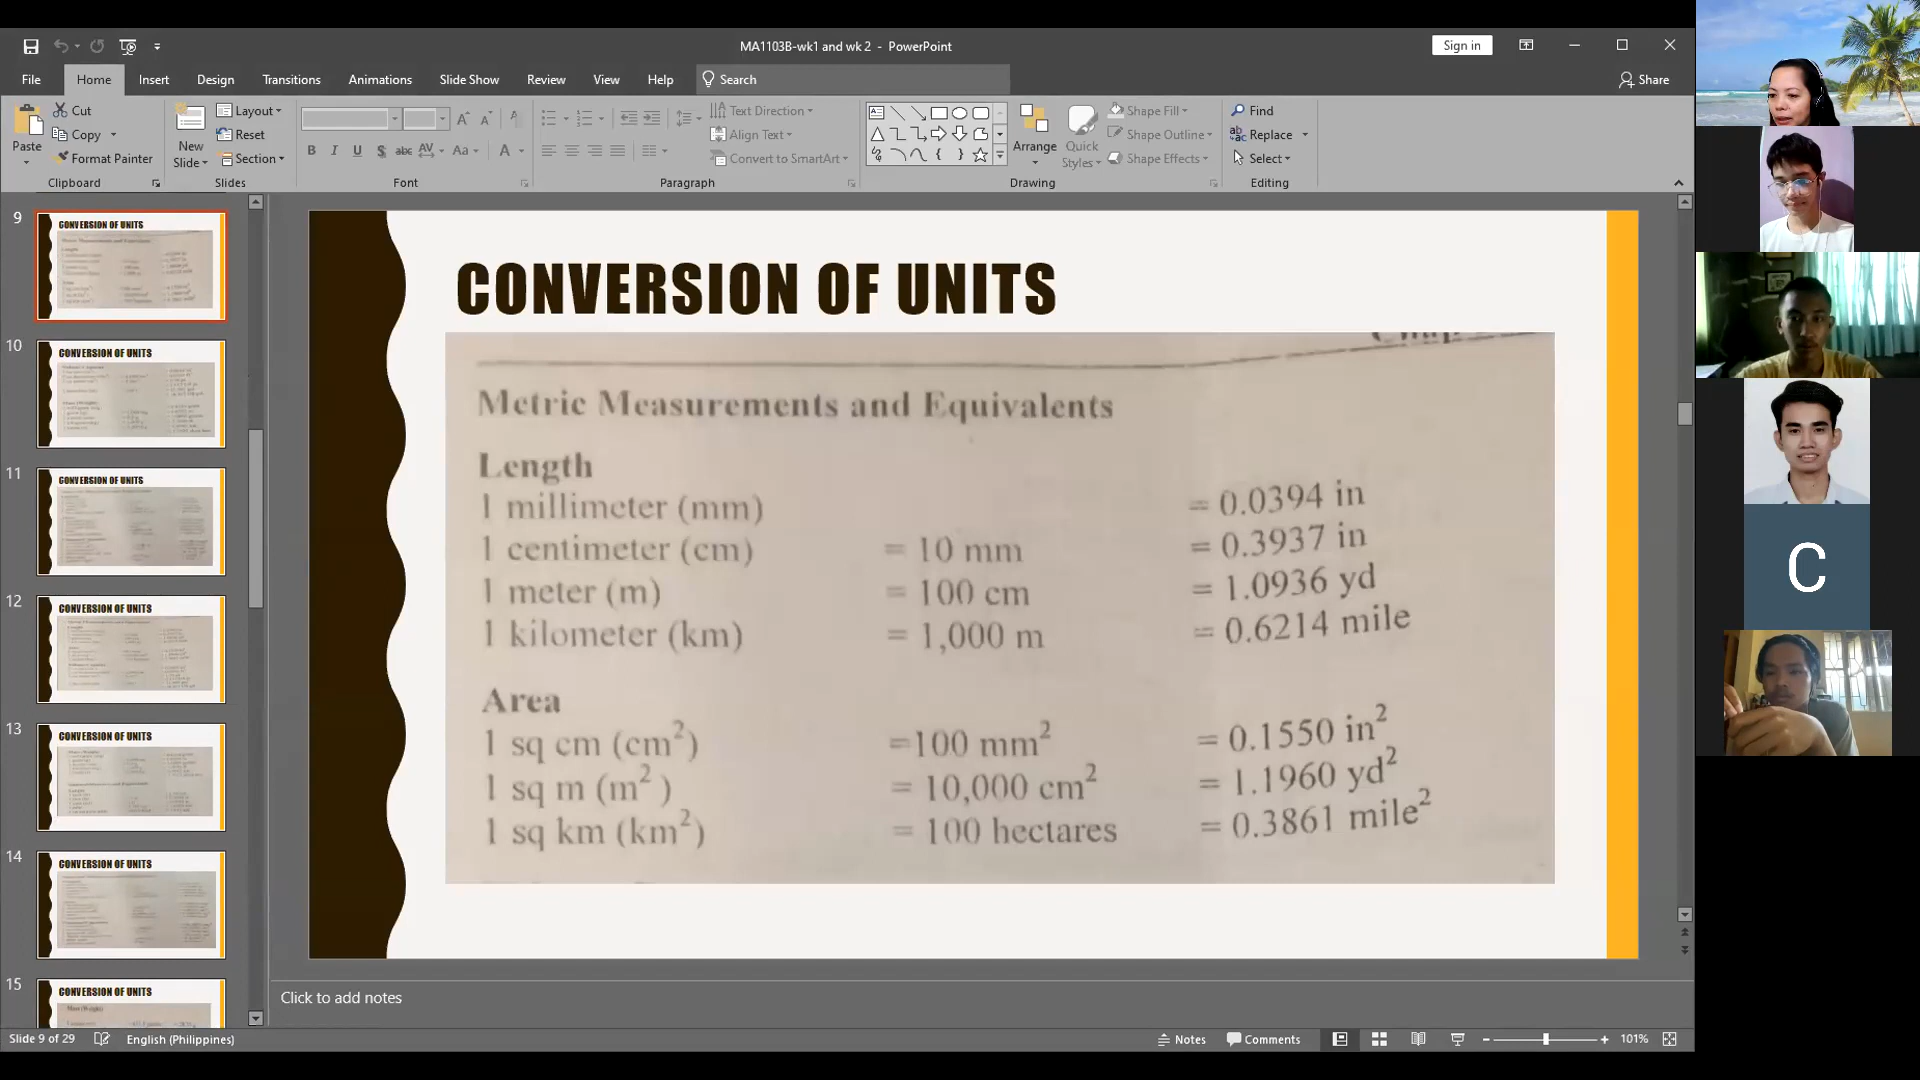 MA1103B-wk1 and wk 2 - PowerPoint
Sign in
File Home Insert Design Transitions Animations Slide Show Review View Help Search
Share
Paste
Cut
Copy
Format Painter
Clipboard
New
Slide
Layout
Reset
Section
Slides
B I U S abc AV Aa A
Font
Text Direction
Align Text
Convert to SmartArt
Paragraph
Arrange
Quick
Styles
Shape Fill
Shape Outline
Shape Effects
Drawing
Find
Replace
Select
Editing
9
CONVERSION OF UNITS
10
CONVERSION OF UNITS
11
CONVERSION OF UNITS
12
CONVERSION OF UNITS
13
CONVERSION OF UNITS
14
CONVERSION OF UNITS
15
CONVERSION OF UNITS
CONVERSION OF UNITS
Metric Measurements and Equivalents
Length
1 millimeter (mm) = 0.0394 in
1 centimeter (cm) = 10 mm = 0.3937 in
1 meter (m) = 100 cm = 1.0936 yd
1 kilometer (km) = 1,000 m = 0.6214 mile
Area
1 sq cm (cm²) =100 mm² = 0.1550 in²
1 sq m (m² ) = 10,000 cm² = 1.1960 yd²
1 sq km (km²) = 100 hectares = 0.3861 mile²
Click to add notes
Slide 9 of 29 English (Philippines) Notes Comments 101%
C